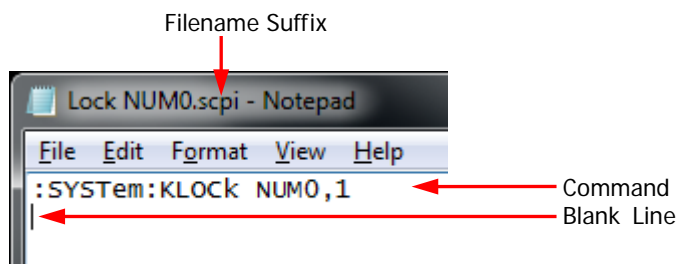 Filename Suffix
Lock NUM0.scpi - Notepad
File Edit Format View Help
:SYSTem:KLOCk NUM0,1
Command
Blank Line